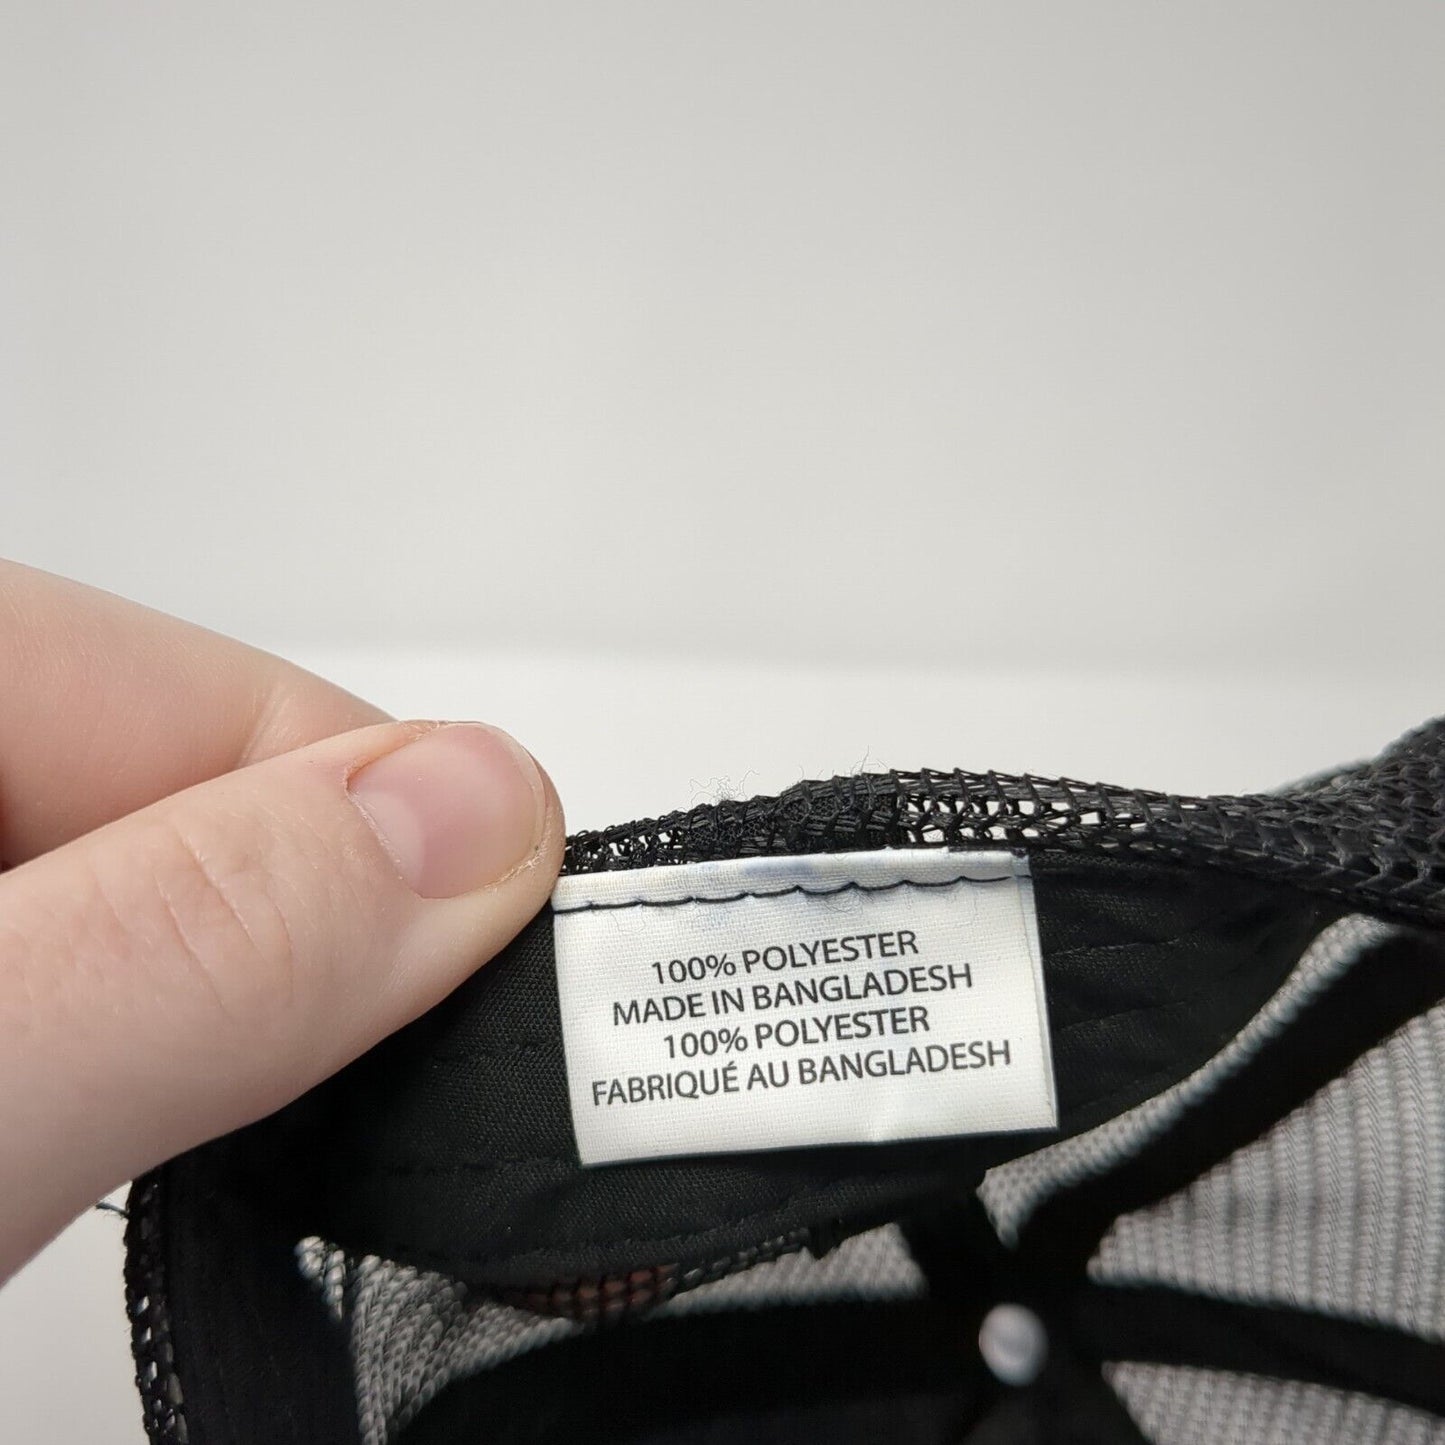 100% POLYESTER
MADE IN BANGLADESH
100% POLYESTER
FABRIQUÉ AU BANGLADESH